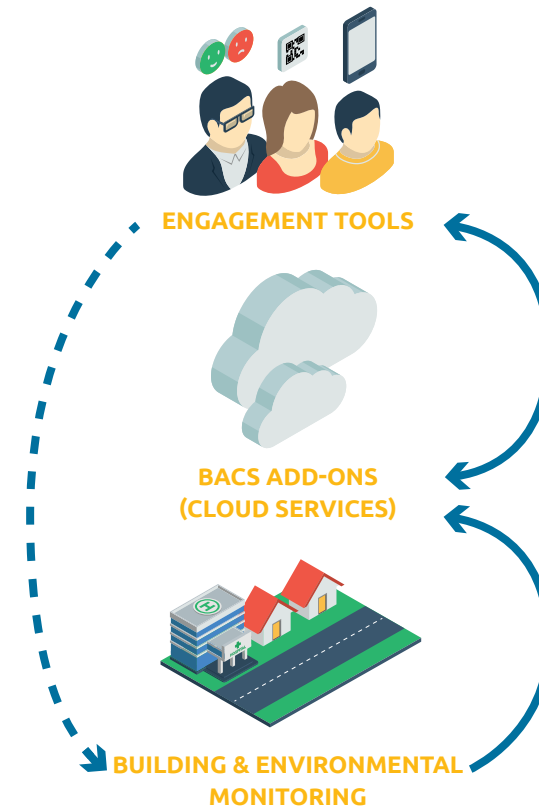 ENGAGEMENT TOOLS
BACS ADD-ONS
(CLOUD SERVICES)
H
BUILDING & ENVIRONMENTAL
MONITORING